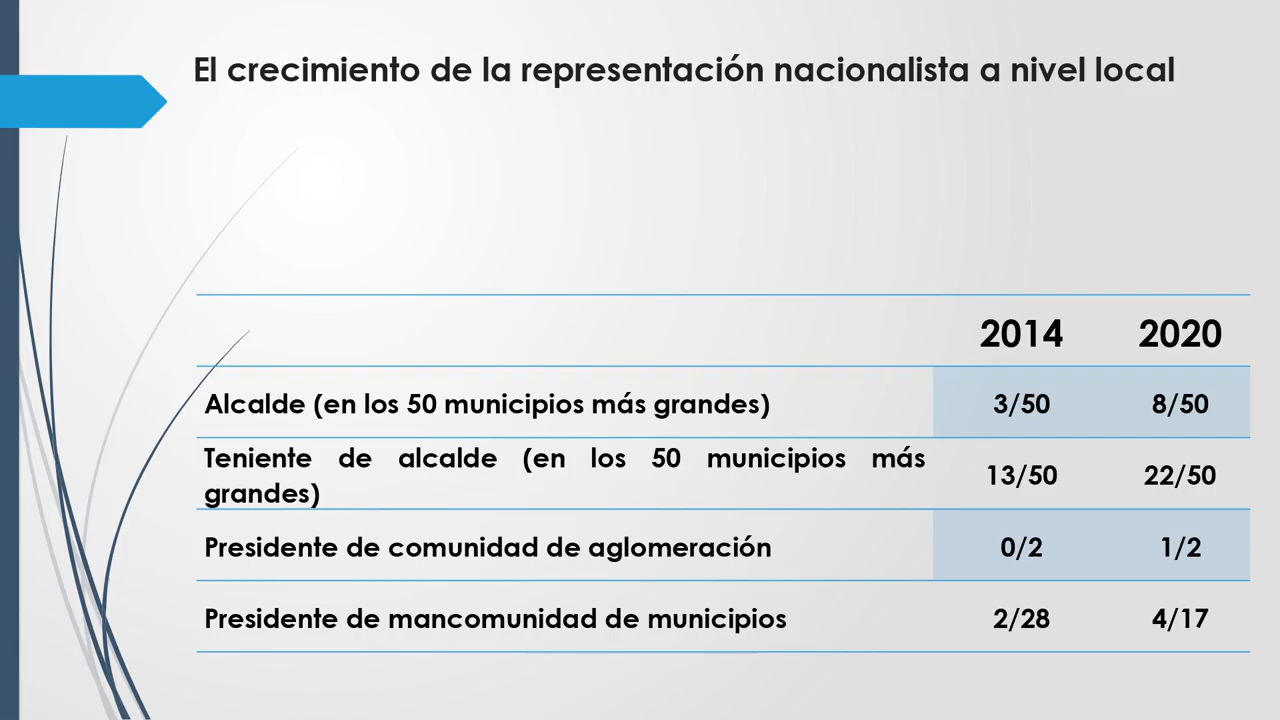 El crecimiento de la representación nacionalista a nivel local
2014 2020
Alcalde (en los 50 municipios más grandes) 3/50 8/50
Teniente de alcalde (en los 50 municipios más
grandes) 13/50 22/50
Presidente de comunidad de aglomeración 0/2 1/2
Presidente de mancomunidad de municipios 2/28 4/17